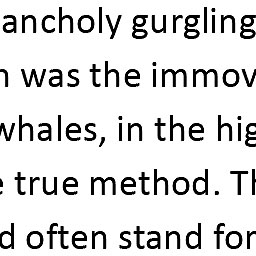 ancholy gurgling
n was the immov
whales, in the hig
e true method. Th
d often stand for